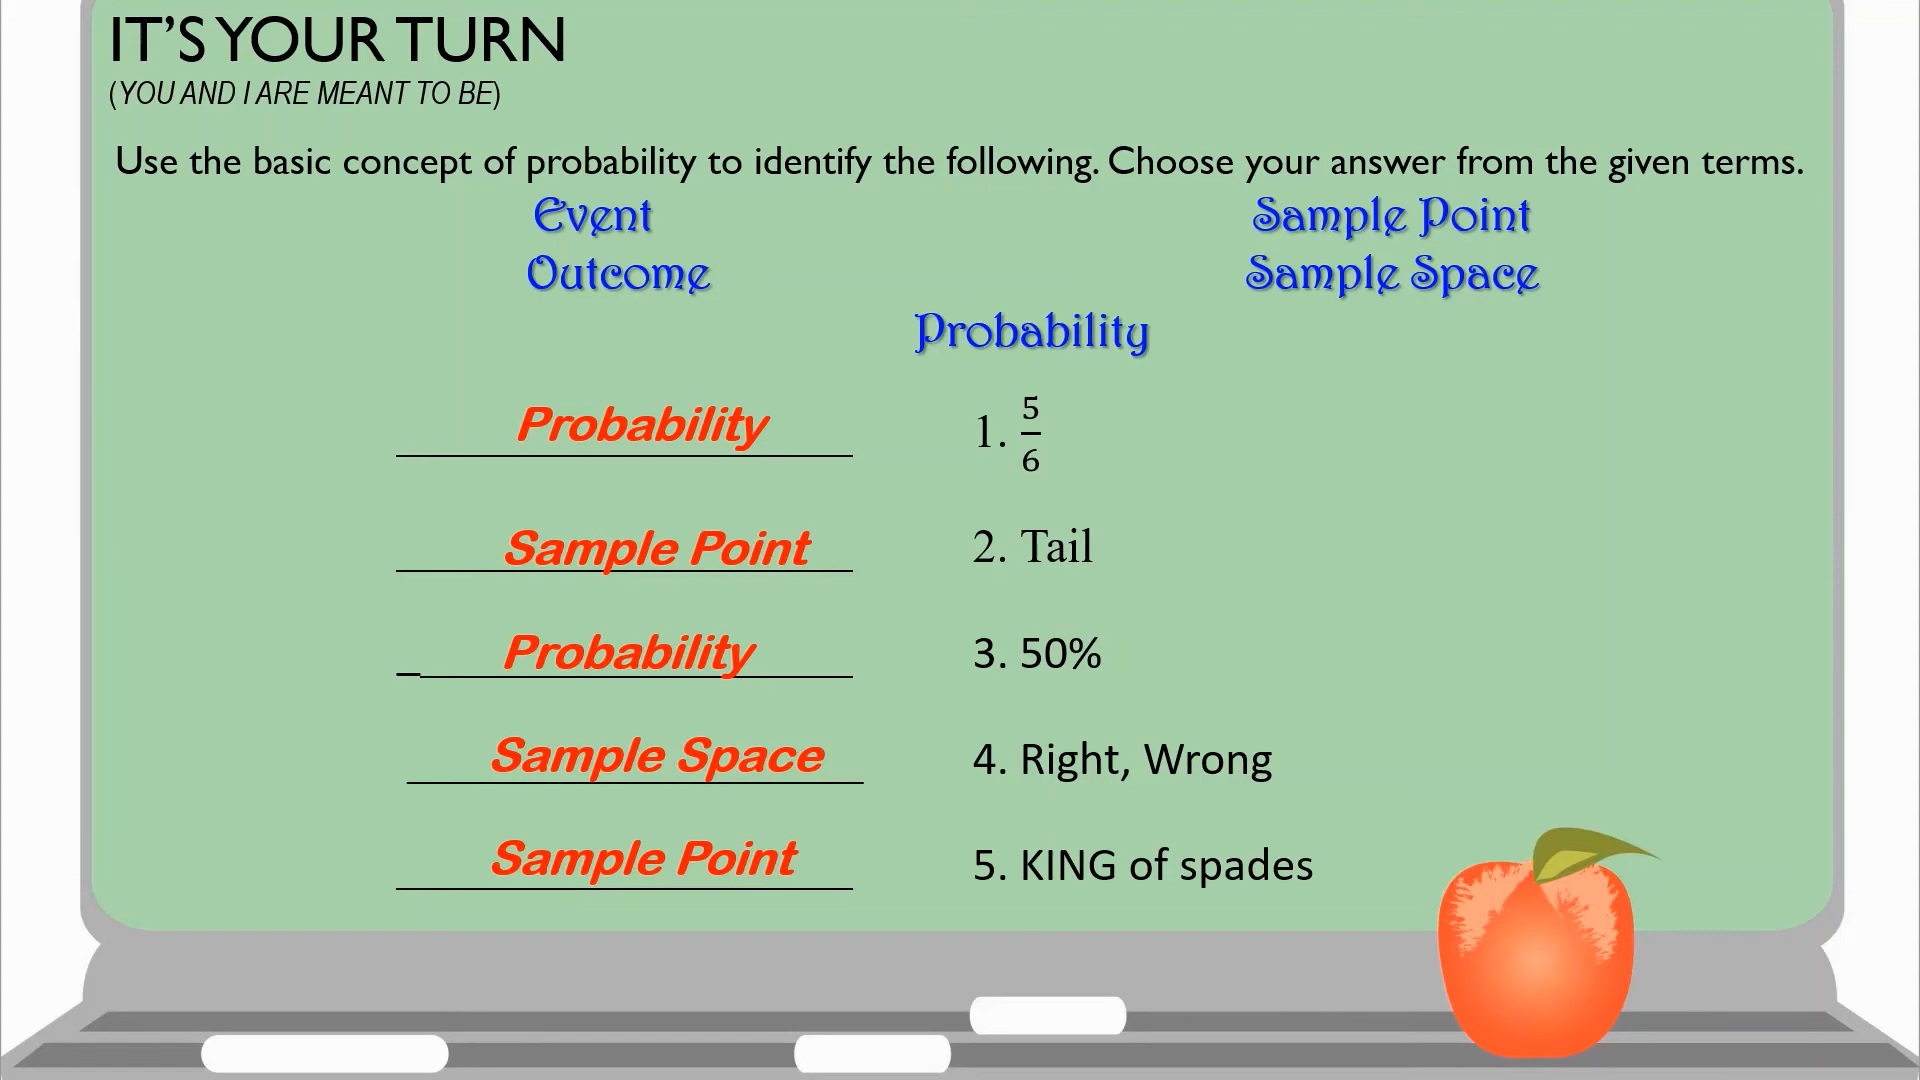 IT’S YOUR TURN
(YOU AND I ARE MEANT TO BE)
Use the basic concept of probability to identify the following. Choose your answer from the given terms.
Event Sample Point
Outcome Sample Space
Probability
Probability 1. 5/6
Sample Point 2. Tail
Probability 3. 50%
Sample Space 4. Right, Wrong
Sample Point 5. KING of spades